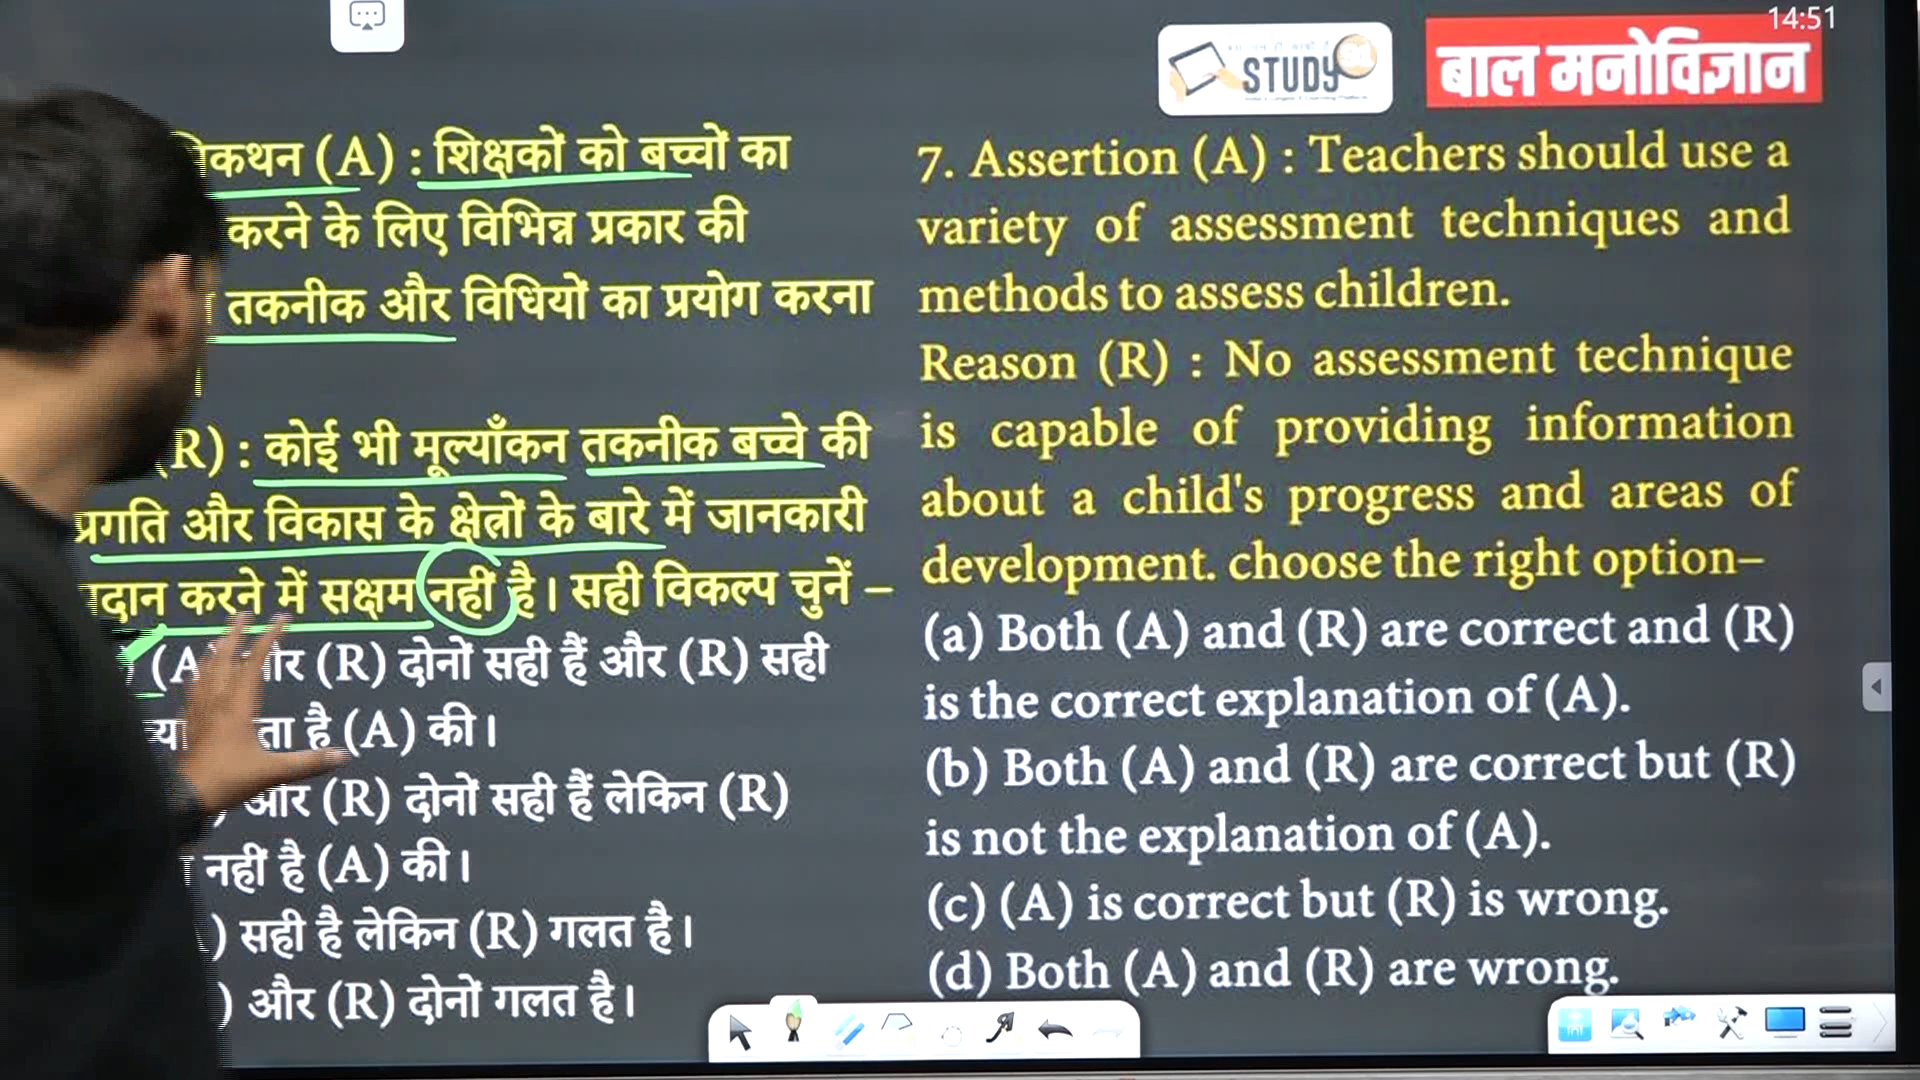 14:51
STUDY 91
बाल मनोविज्ञान
(A) : शिक्षकों को बच्चों का
करने के लिए विभिन्न प्रकार की
तकनीक और विधियों का प्रयोग करना
(R) : कोई भी मूल्याँकन तकनीक बच्चे की
प्रगति और विकास के क्षेत्रों के बारे में जानकारी
करने में सक्षम नहीं है। सही विकल्प चुनें –
(R) दोनों सही हैं और (R) सही
है (A) की।
और (R) दोनों सही हैं लेकिन (R)
नहीं है (A) की।
) सही है लेकिन (R) गलत है।
) और (R) दोनों गलत है।
7. Assertion (A) : Teachers should use a
variety of assessment techniques and
methods to assess children.
Reason (R) : No assessment technique
is capable of providing information
about a child's progress and areas of
development. choose the right option–
(a) Both (A) and (R) are correct and (R)
is the correct explanation of (A).
(b) Both (A) and (R) are correct but (R)
is not the explanation of (A).
(c) (A) is correct but (R) is wrong.
(d) Both (A) and (R) are wrong.